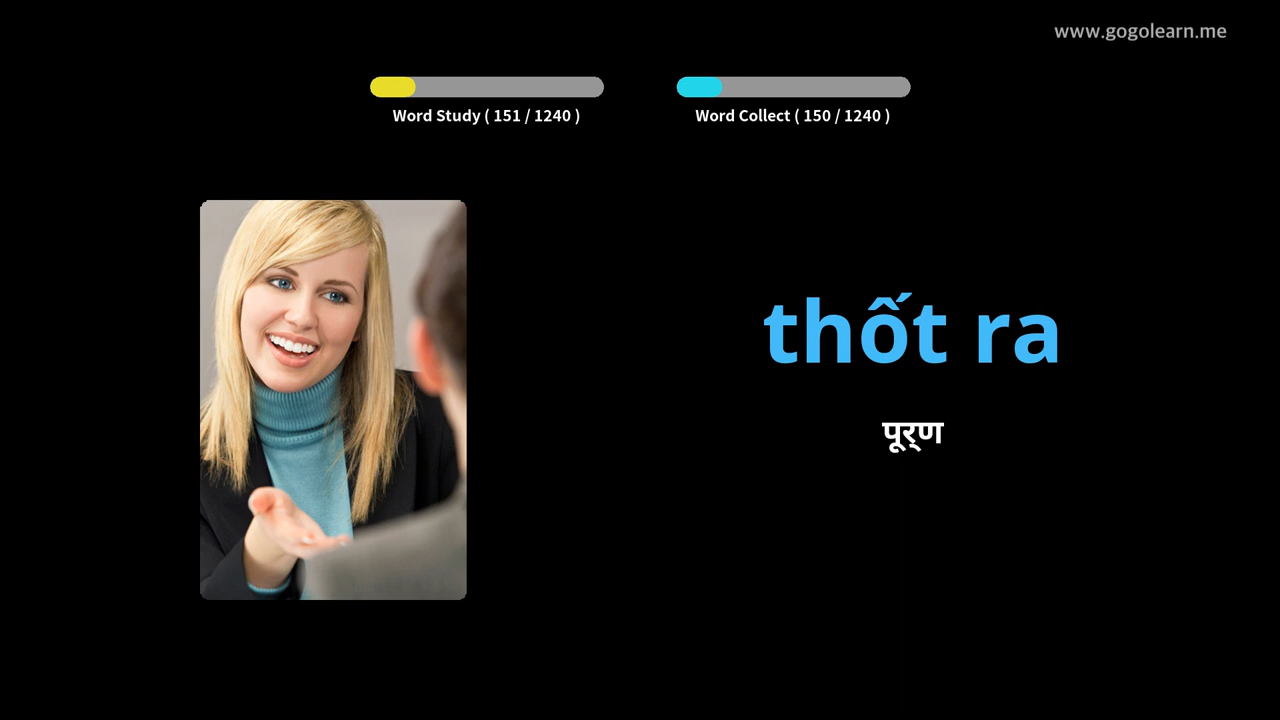 www.gogolearn.me
Word Study ( 151 / 1240 )
Word Collect ( 150 / 1240 )
thốt ra
पूर्ण